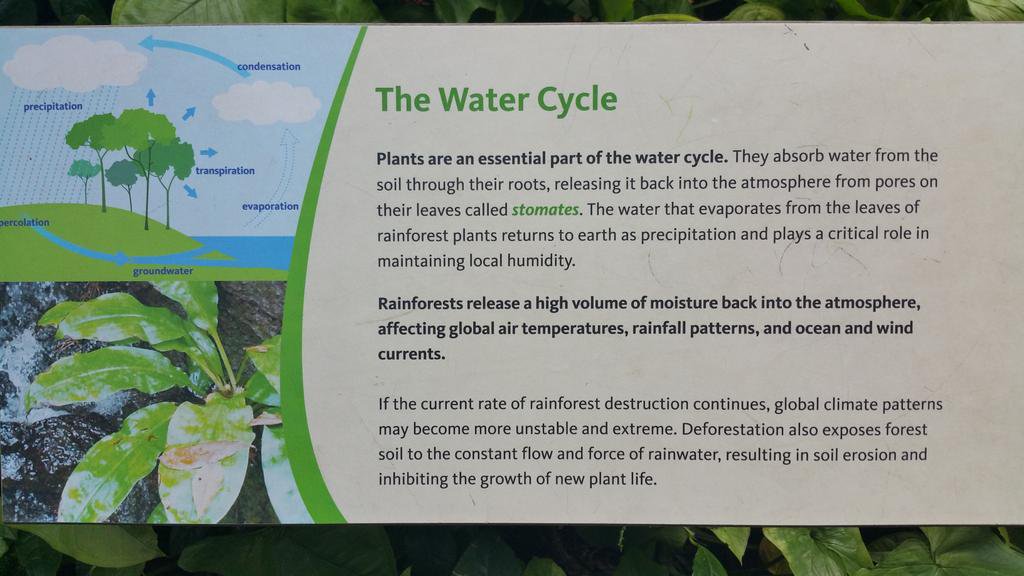 condensation
precipitation
transpiration
evaporation
percolation
groundwater
The Water Cycle
Plants are an essential part of the water cycle. They absorb water from the
soil through their roots, releasing it back into the atmosphere from pores on
their leaves called stomates. The water that evaporates from the leaves of
rainforest plants returns to earth as precipitation and plays a critical role in
maintaining local humidity.
Rainforests release a high volume of moisture back into the atmosphere,
affecting global air temperatures, rainfall patterns, and ocean and wind
currents.
If the current rate of rainforest destruction continues, global climate patterns
may become more unstable and extreme. Deforestation also exposes forest
soil to the constant flow and force of rainwater, resulting in soil erosion and
inhibiting the growth of new plant life.